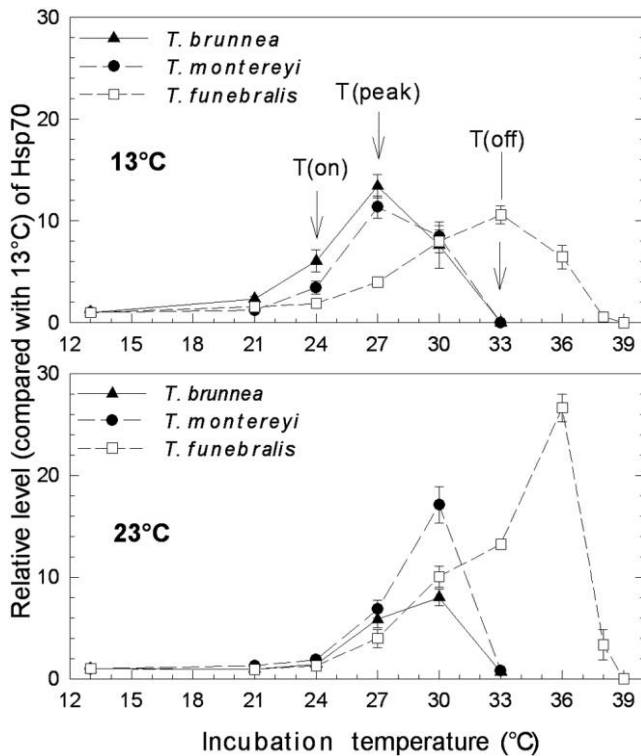 30
T. brunnea
T. montereyi
T. funebralis
T(peak)
T(on)
T(off)
13°C
20
10
0
12 15 18 21 24 27 30 33 36 39
30
T. brunnea
T. montereyi
T. funebralis
23°C
20
10
0
12 15 18 21 24 27 30 33 36 39
Relative level (compared with 13°C) of Hsp70
Incubation temperature (°C)